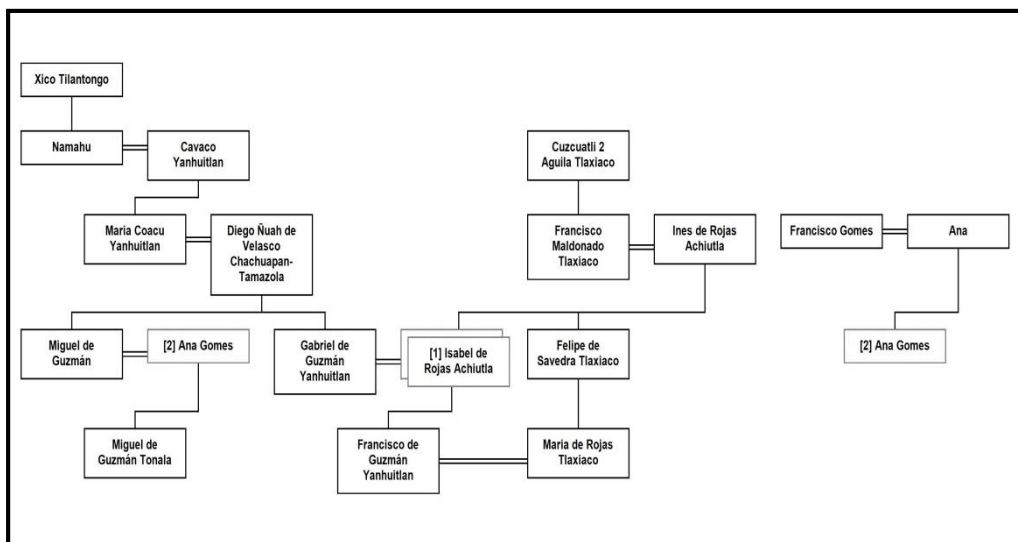 Xico Tilantongo
Namahu
Cavaco
Yanhuitlan
Cuzcuatli 2
Aguila Tlaxiaco
Maria Coacu
Yanhuitlan
Diego Ñuah de
Velasco
Chachuapan-
Tamazola
Francisco
Maldonado
Tlaxiaco
Ines de Rojas
Achiutla
Francisco Gomes
Ana
Miguel de
Guzmán
[2] Ana Gomes
Gabriel de
Guzmán
Yanhuitlan
[1] Isabel de
Rojas Achiutla
Felipe de
Savedra Tlaxiaco
[2] Ana Gomes
Miguel de
Guzmán Tonala
Francisco de
Guzmán
Yanhuitlan
Maria de Rojas
Tlaxiaco